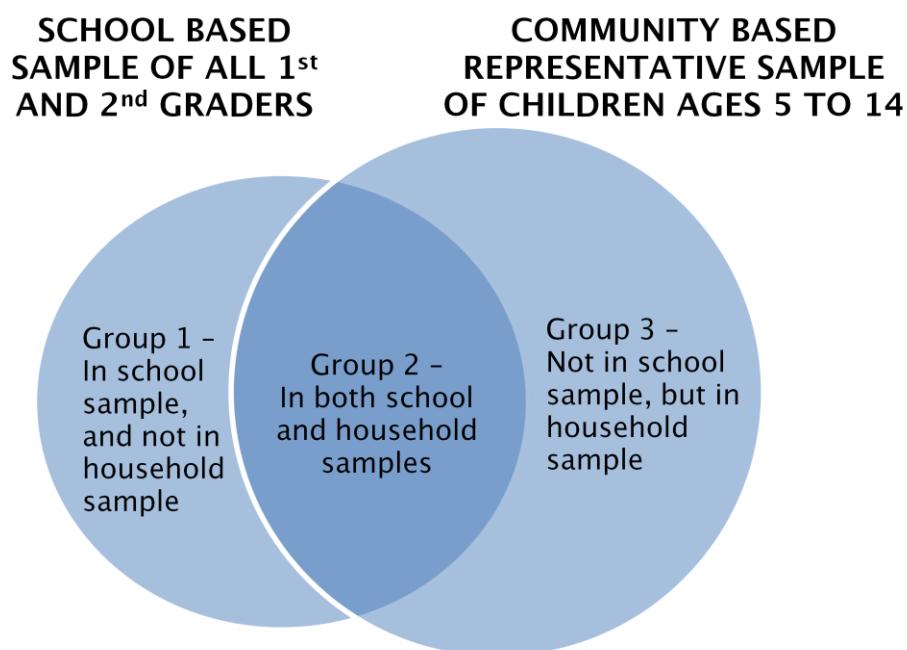 SCHOOL BASED
SAMPLE OF ALL 1st
AND 2nd GRADERS
COMMUNITY BASED
REPRESENTATIVE SAMPLE
OF CHILDREN AGES 5 TO 14
Group 1 –
In school
sample,
and not in
household
sample
Group 2 –
In both school
and household
samples
Group 3 –
Not in school
sample, but in
household
sample